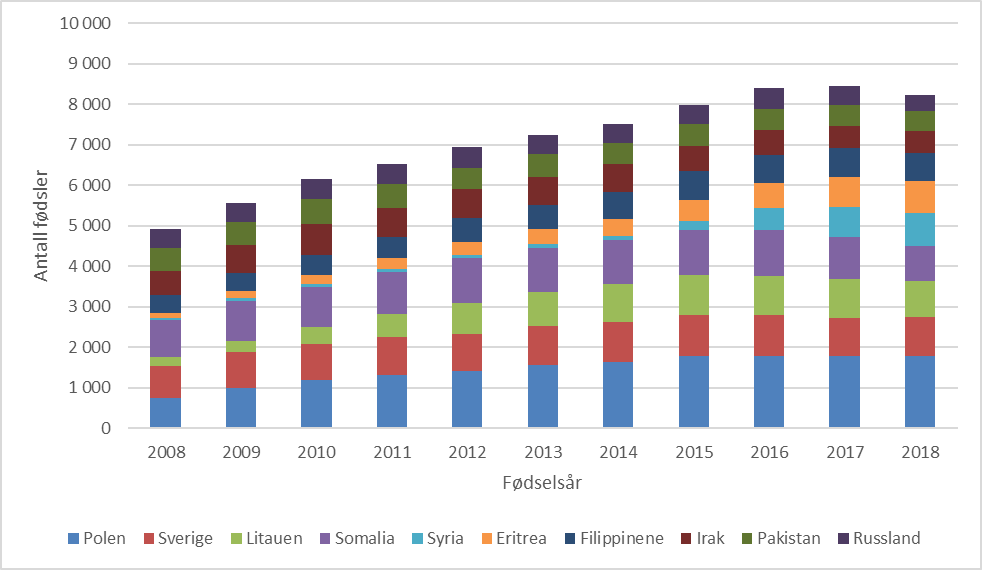 10 000
9 000
8 000
7 000
6 000
5 000
4 000
3 000
2 000
1 000
0
Antall fødsler
2008 2009 2010 2011 2012 2013 2014 2015 2016 2017 2018
Fødselsår
Polen Sverige Litauen Somalia Syria Eritrea Filippinene Irak Pakistan Russland